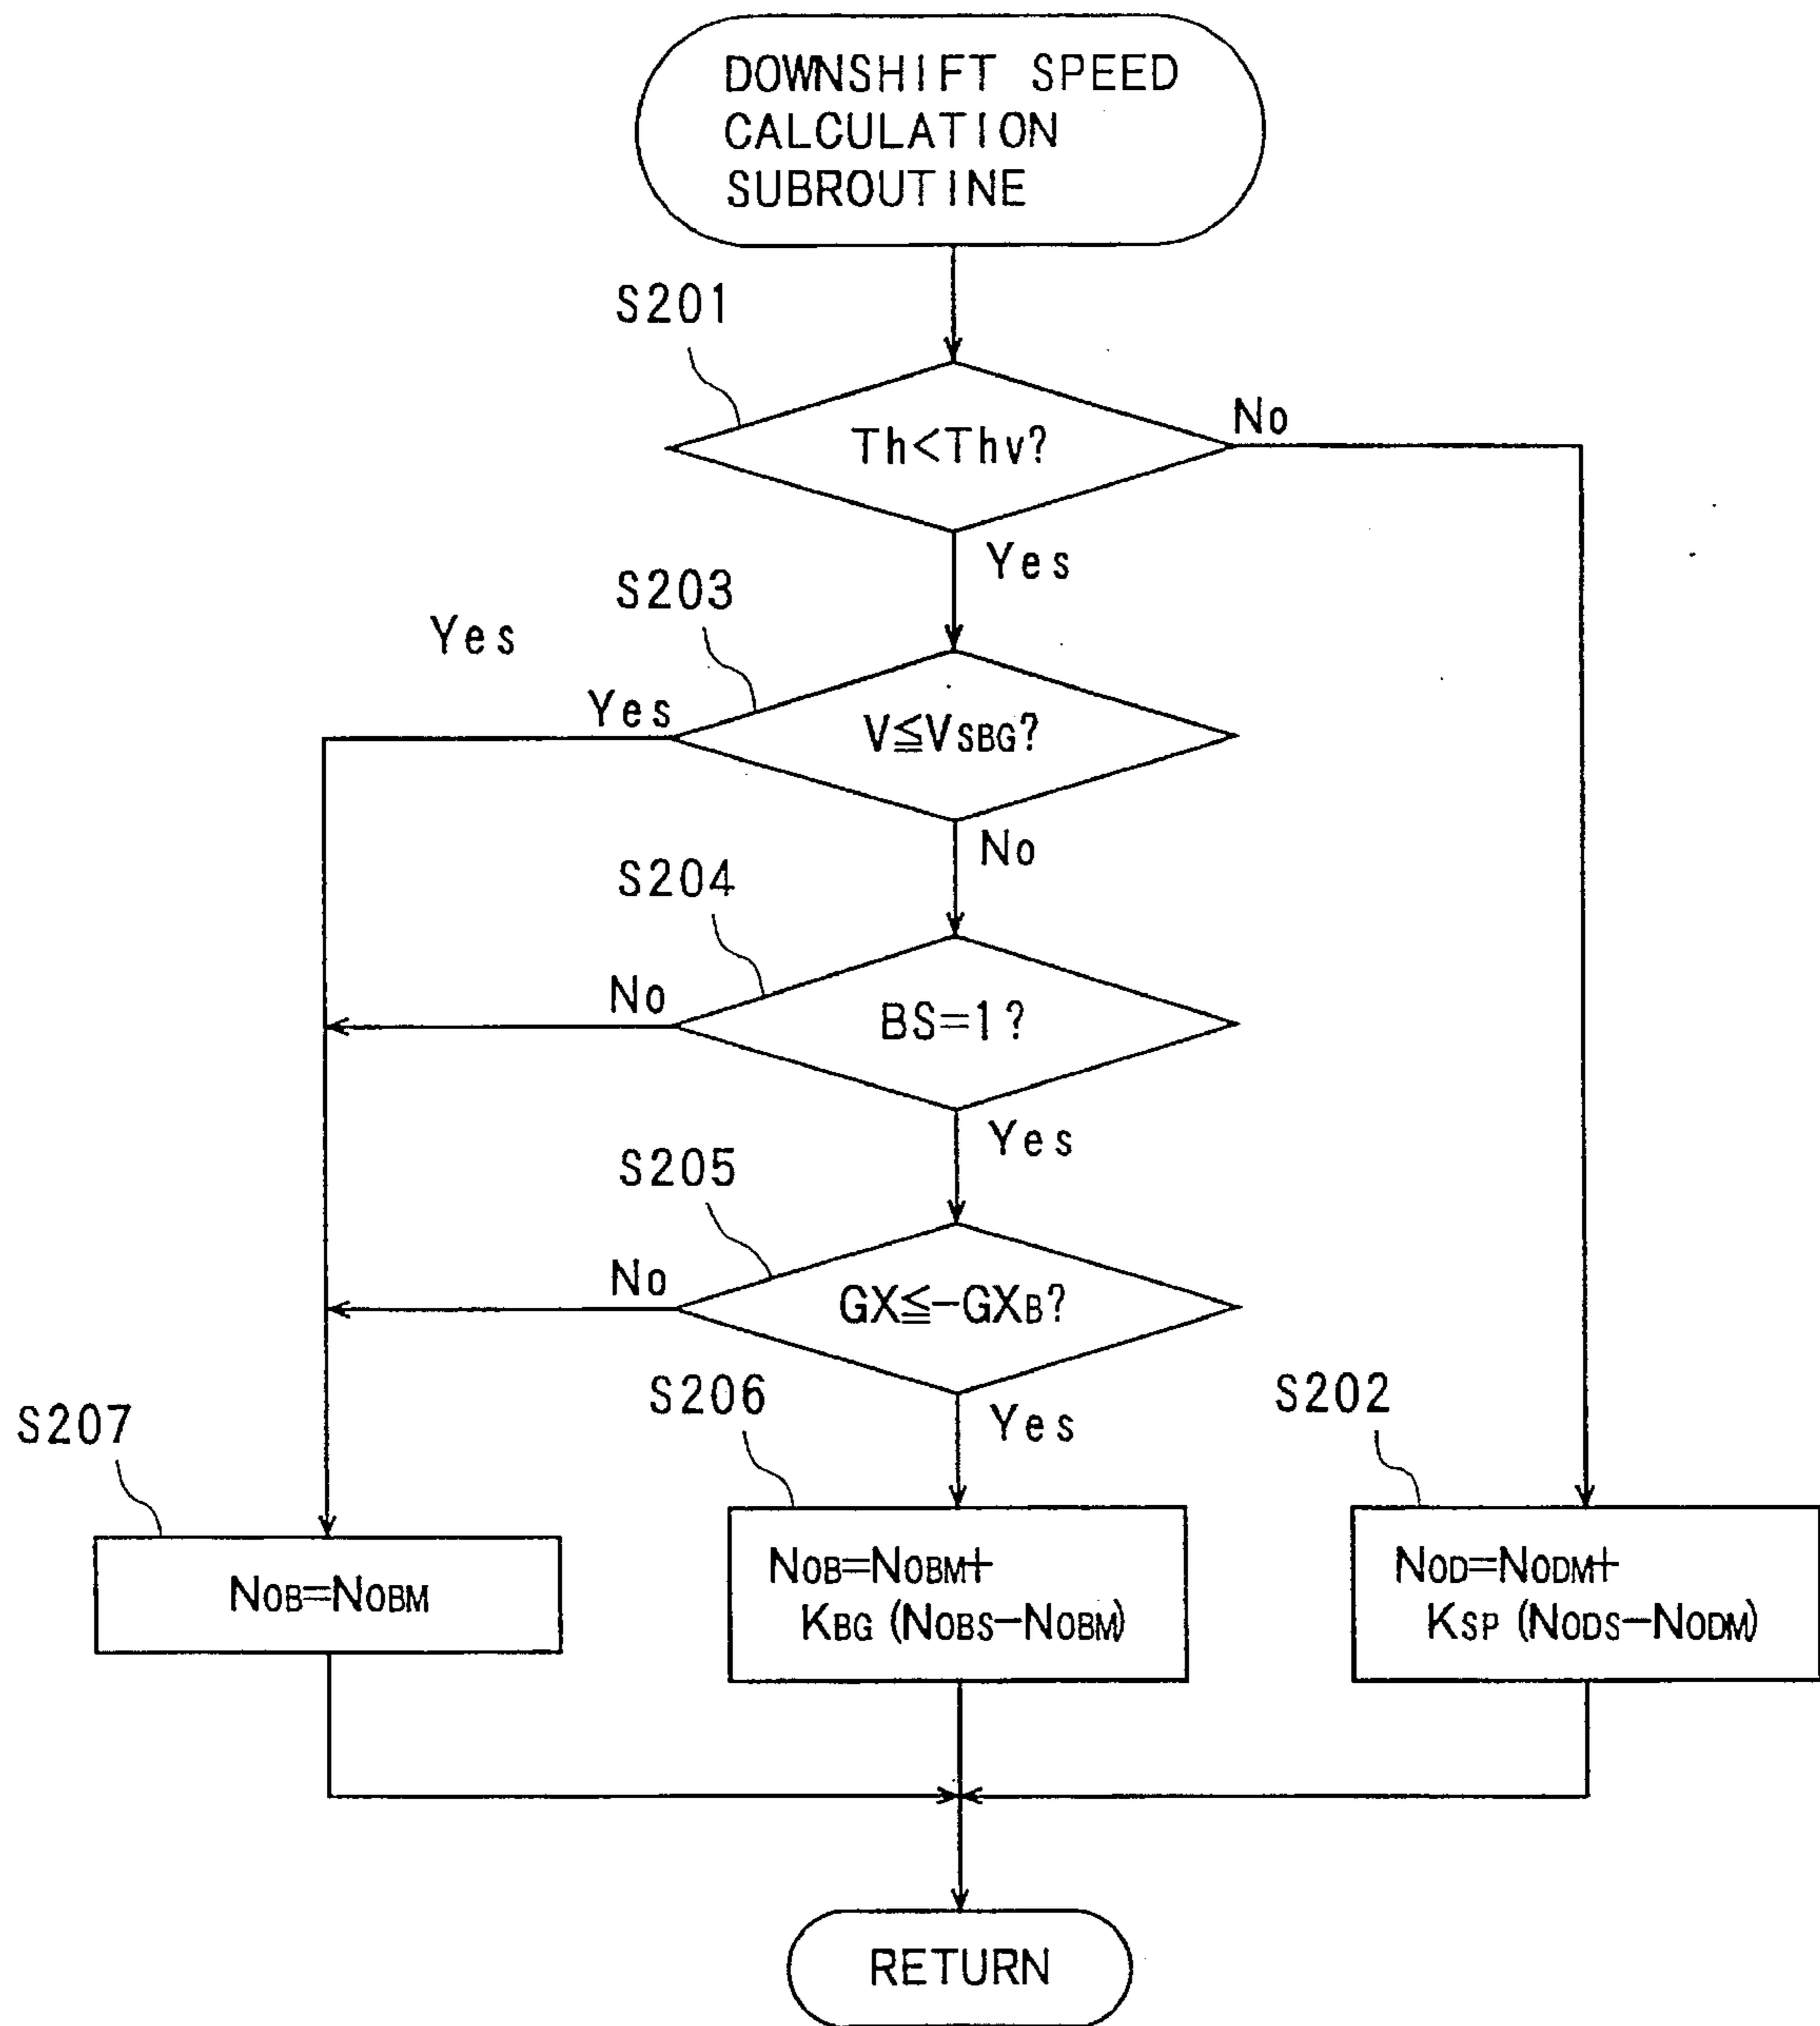 DOWNSHIFT SPEED
CALCULATION
SUBROUTINE
S201
Th<Thv?
No
Yes
S203
Yes
Yes
V≦VSBG?
No
S204
No
BS=1?
Yes
S205
No
GX≦-GXB?
Yes
S207
S206
S202
NOB=NOBM
NOB=NOBM+
KBG (NOBS-NOBM)
NOD=NODM+
KSP (NODS-NODM)
RETURN